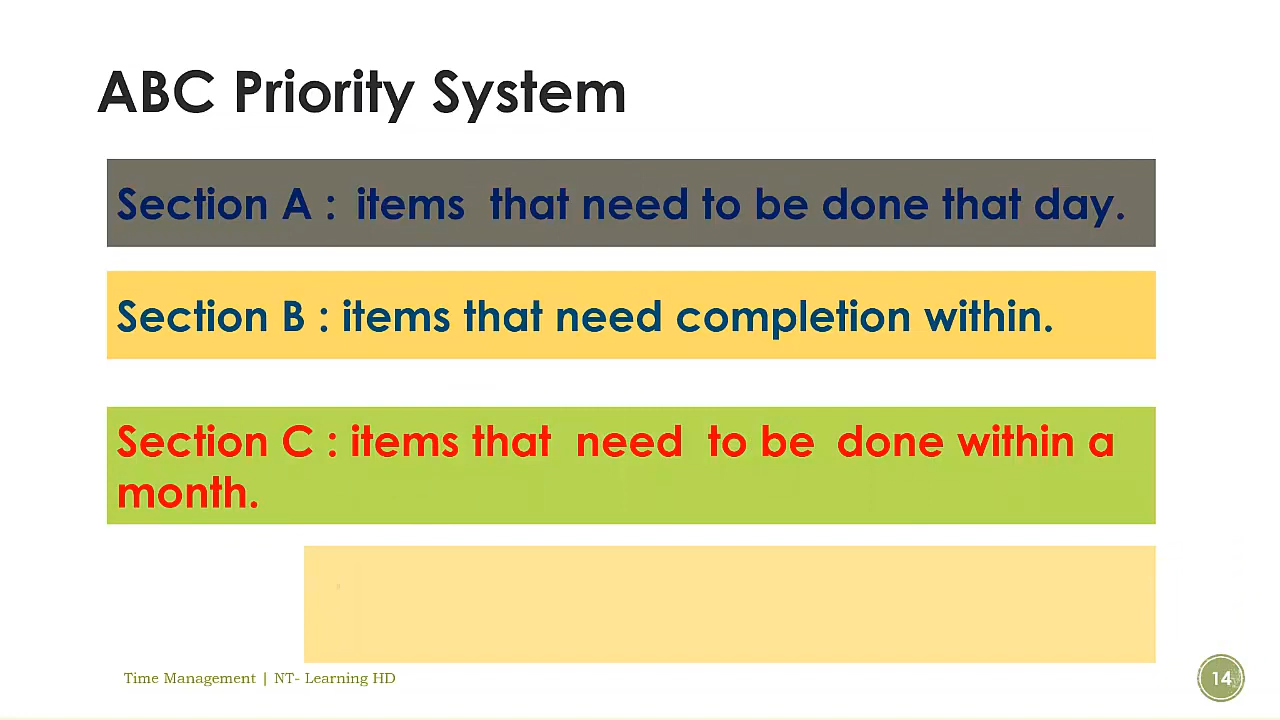 ABC Priority System
Section A : items that need to be done that day.
Section B : items that need completion within.
Section C : items that need to be done within a
month.
Time Management | NT- Learning HD
14